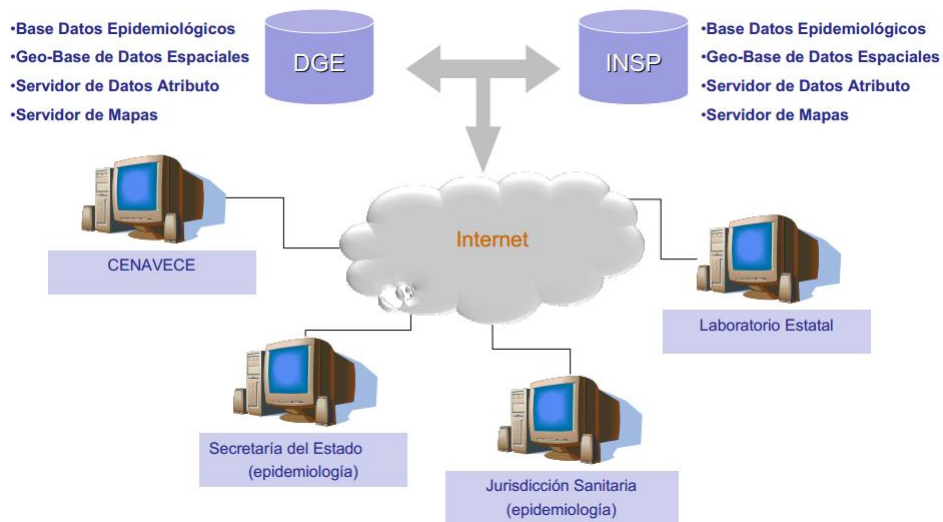 •Base Datos Epidemiológicos
•Geo-Base de Datos Espaciales
•Servidor de Datos Atributo
•Servidor de Mapas
DGE
INSP
•Base Datos Epidemiológicos
•Geo-Base de Datos Espaciales
•Servidor de Datos Atributo
•Servidor de Mapas
Internet
CENAVECE
Laboratorio Estatal
Secretaría del Estado
(epidemiología)
Jurisdicción Sanitaria
(epidemiología)